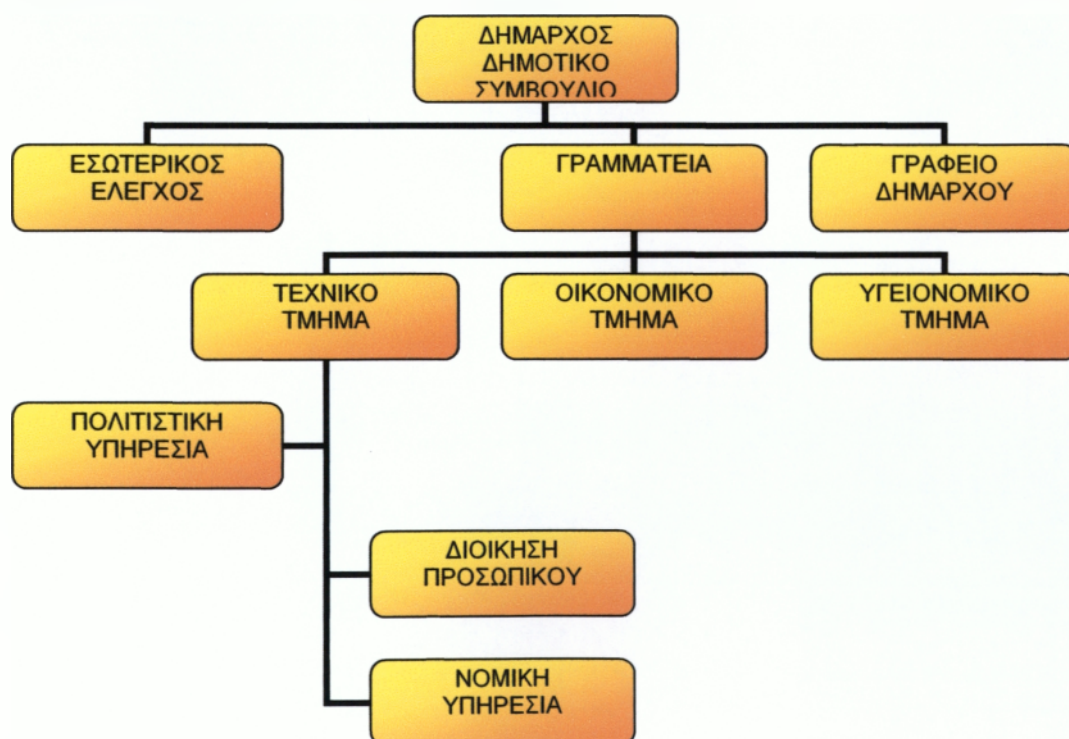 ΔΗΜΑΡΧΟΣ
ΔΗΜΟΤΙΚΟ
ΣΥΜΒΟΥΛΙΟ
ΕΣΩΤΕΡΙΚΟΣ
ΕΛΕΓΧΟΣ
ΓΡΑΜΜΑΤΕΙΑ
ΓΡΑΦΕΙΟ
ΔΗΜΑΡΧΟΥ
ΤΕΧΝΙΚΟ
ΤΜΗΜΑ
ΟΙΚΟΝΟΜΙΚΟ
ΤΜΗΜΑ
ΥΓΕΙΟΝΟΜΙΚΟ
ΤΜΗΜΑ
ΠΟΛΙΤΙΣΤΙΚΗ
ΥΠΗΡΕΣΙΑ
ΔΙΟΙΚΗΣΗ
ΠΡΟΣΩΠΙΚΟΥ
ΝΟΜΙΚΗ
ΥΠΗΡΕΣΙΑ